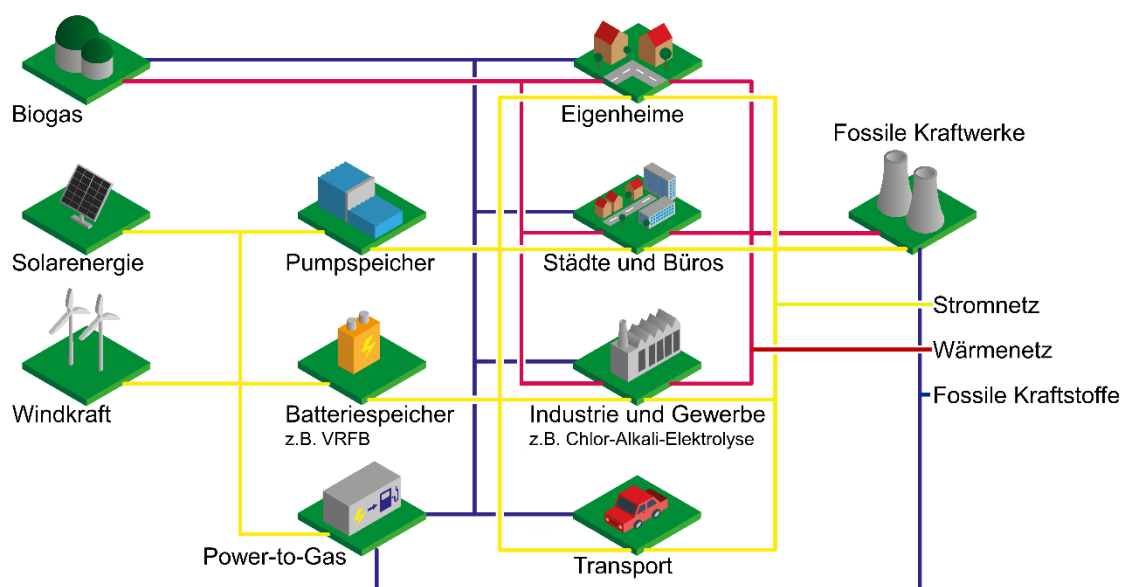 Biogas
Eigenheime
Fossile Kraftwerke
Solarenergie
Pumpspeicher
Städte und Büros
Stromnetz
Wärmenetz
Fossile Kraftstoffe
Windkraft
Batteriespeicher
z.B. VRFB
Industrie und Gewerbe
z.B. Chlor-Alkali-Elektrolyse
Power-to-Gas
Transport